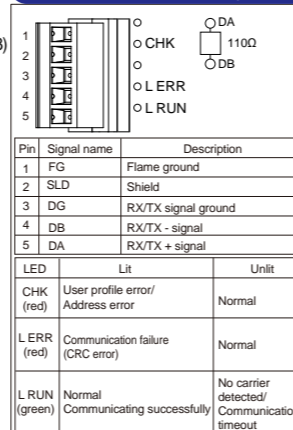 3)
1
2
3
4
5
CHK
L ERR
L RUN
DA
110Ω
DB
Pin Signal name Description
1 FG Flame ground
2 SLD Shield
3 DG RX/TX signal ground
4 DB RX/TX - signal
5 DA RX/TX + signal
LED Lit Unlit
CHK (red) User profile error/ Address error Normal
L ERR (red) Communication failure (CRC error) Normal
L RUN (green) Normal Communicating successfully No carrier detected/ Communicatio timeout